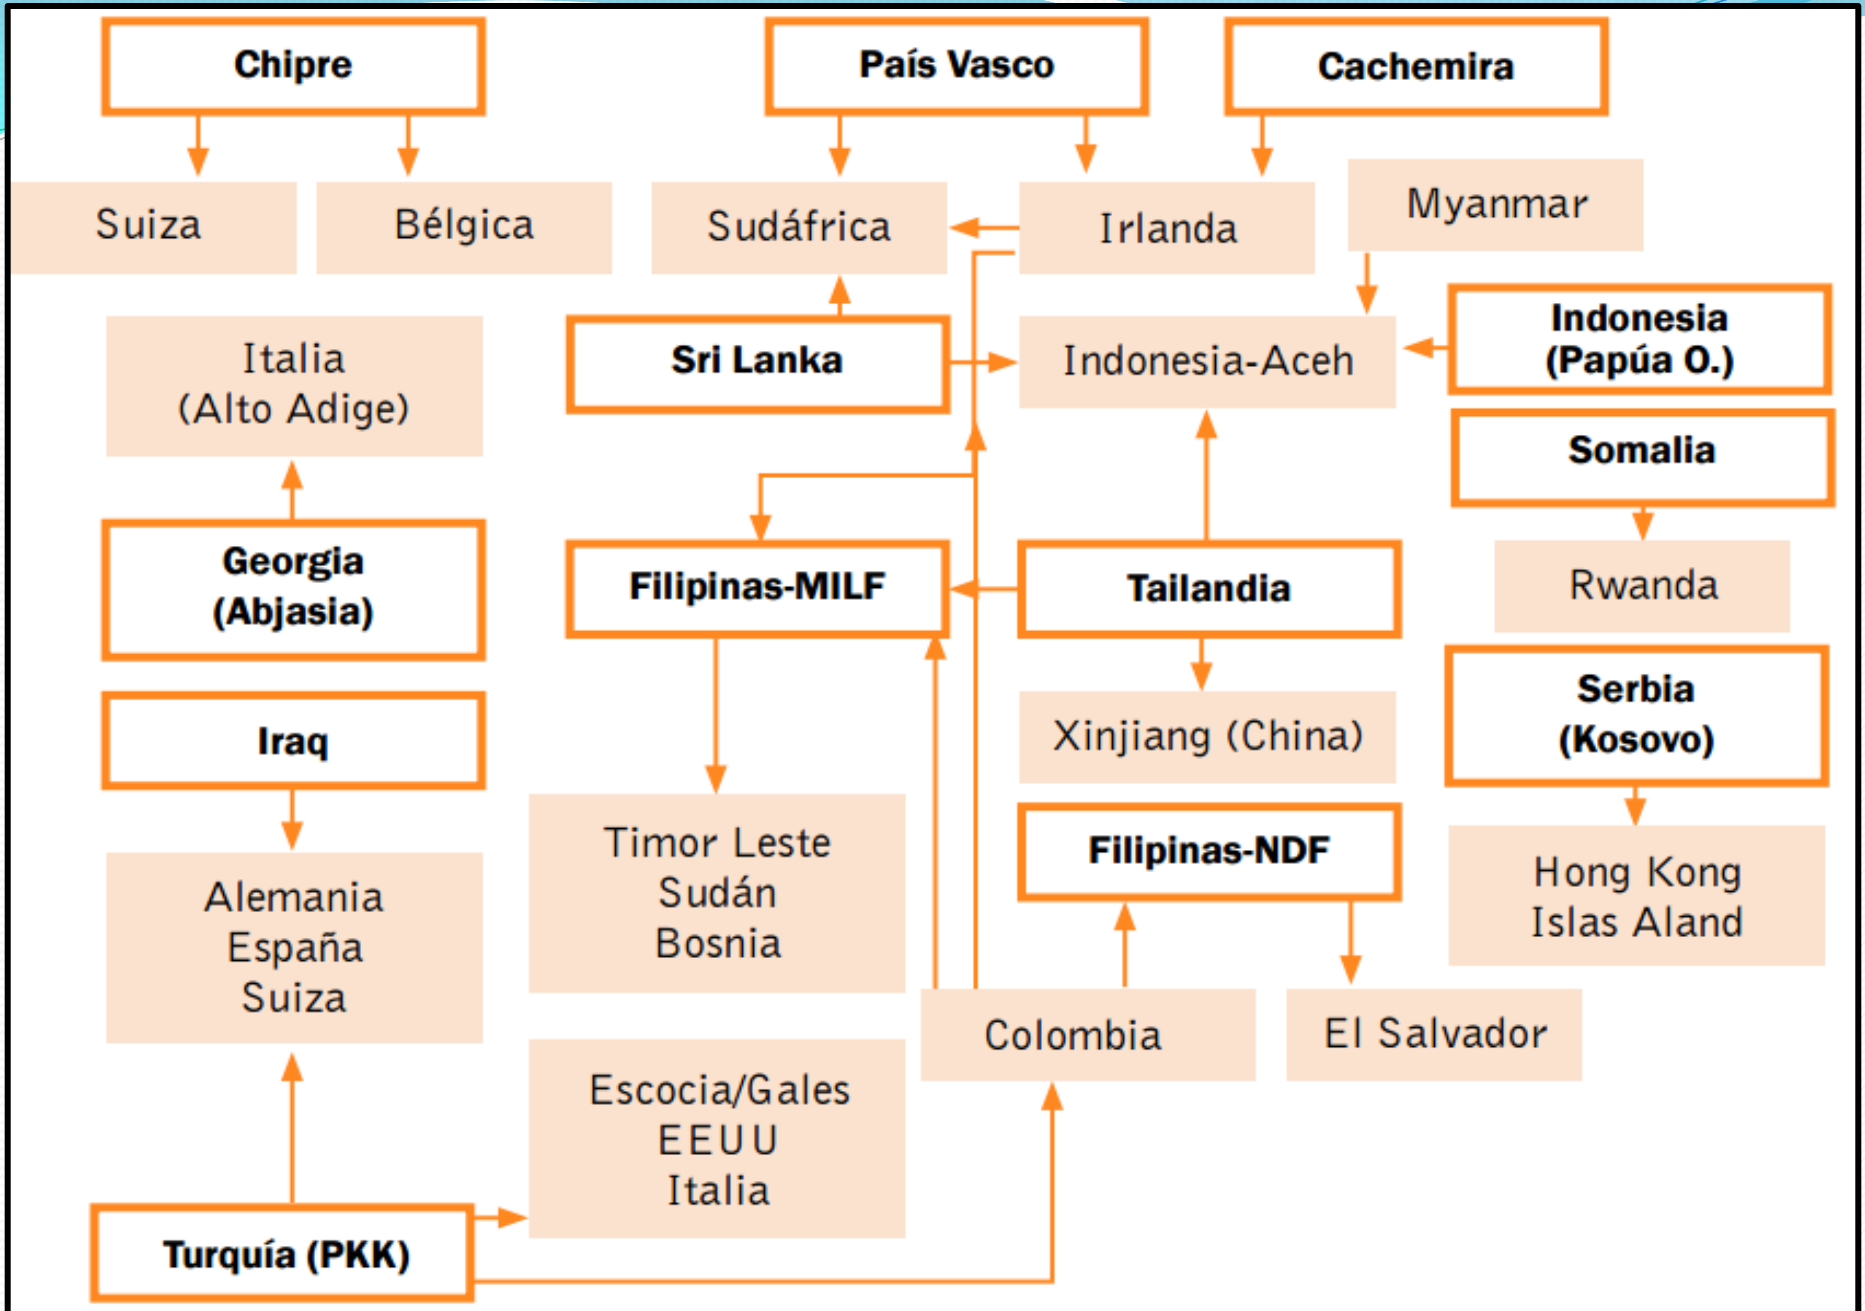 Chipre
País Vasco
Cachemira
Suiza
Bélgica
Sudáfrica
Irlanda
Myanmar
Italia
(Alto Adige)
Sri Lanka
Indonesia-Aceh
Indonesia
(Papúa O.)
Somalia
Georgia
(Abjasia)
Filipinas-MILF
Tailandia
Rwanda
Iraq
Xinjiang (China)
Serbia
(Kosovo)
Alemania
España
Suiza
Timor Leste
Sudán
Bosnia
Filipinas-NDF
Hong Kong
Islas Aland
Colombia
El Salvador
Escocia/Gales
EEUU
Italia
Turquía (PKK)